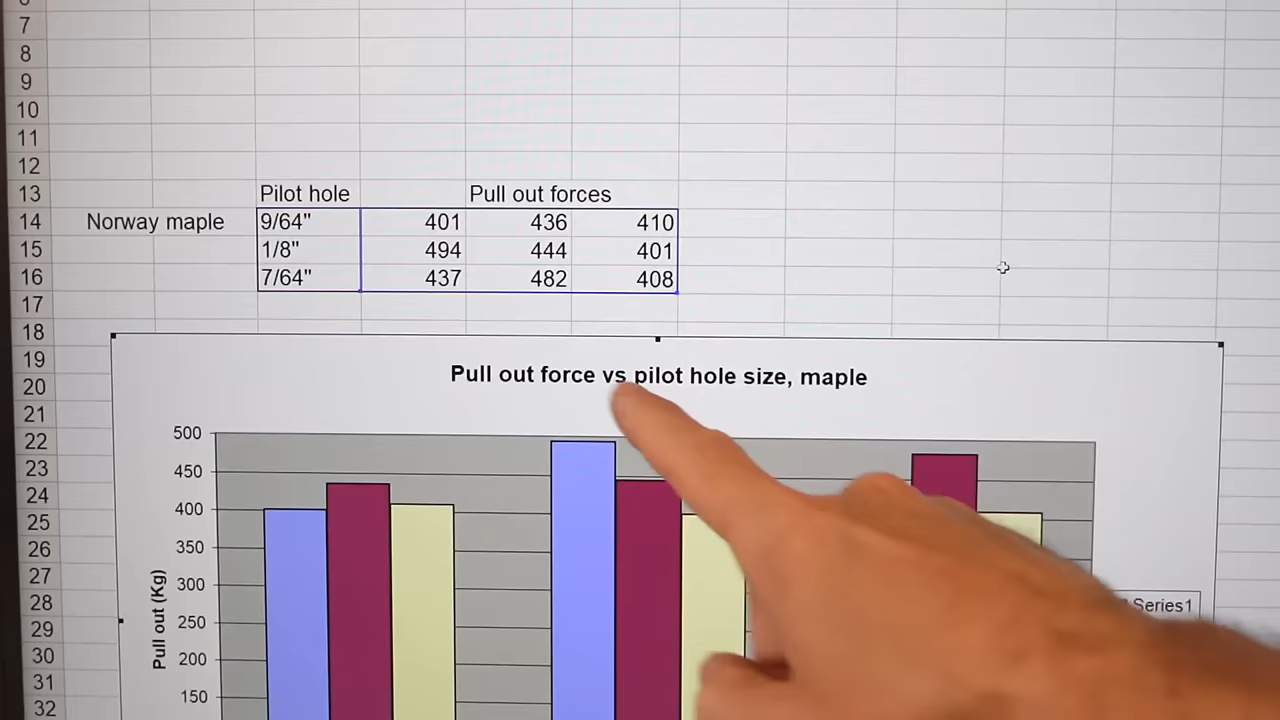 7
8
9
10
11
12
13 Pilot hole Pull out forces
14 Norway maple 9/64" 401 436 410
15 1/8" 494 444 401
16 7/64" 437 482 408
17
18
19
20 Pull out force vs pilot hole size, maple
21
22 500
23 450
24
25 400
26 350
27 300
28 Series1
29 250
30 200
31 150
32
Pull out (Kg)